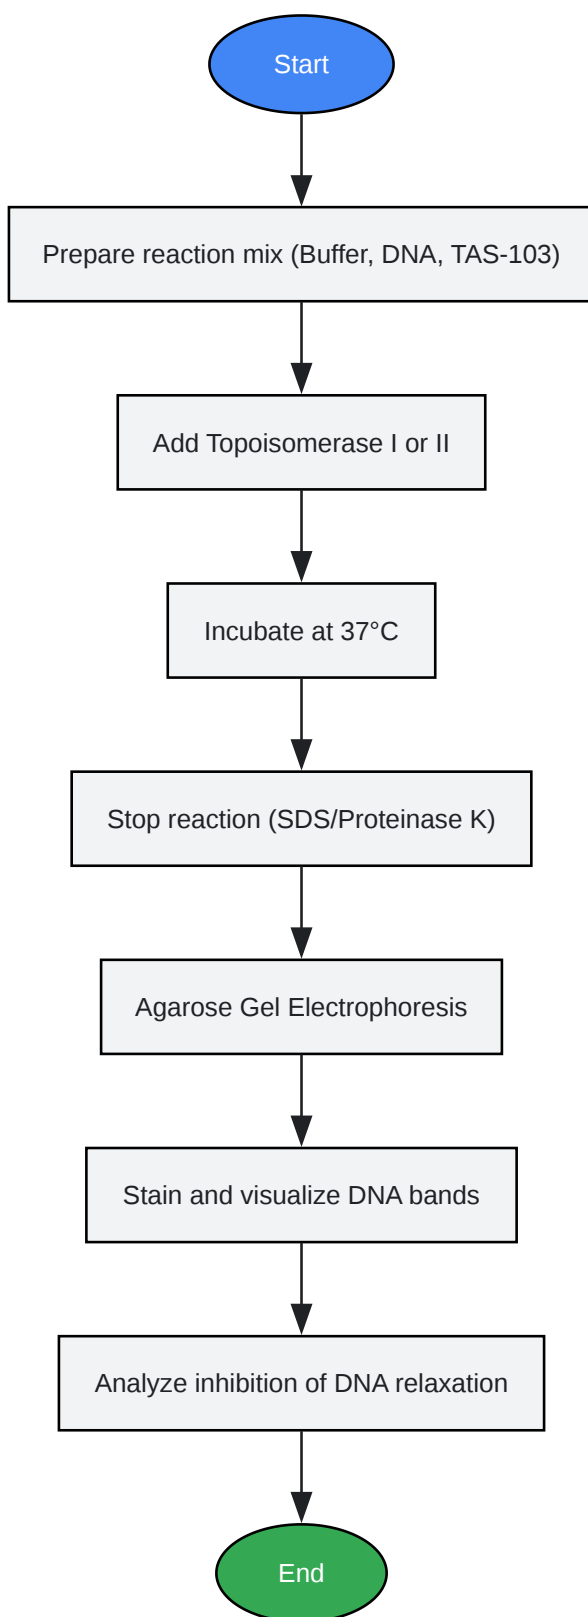 Start
Prepare reaction mix (Buffer, DNA, TAS-103)
Add Topoisomerase I or II
Incubate at 37°C
Stop reaction (SDS/Proteinase K)
Agarose Gel Electrophoresis
Stain and visualize DNA bands
Analyze inhibition of DNA relaxation
End